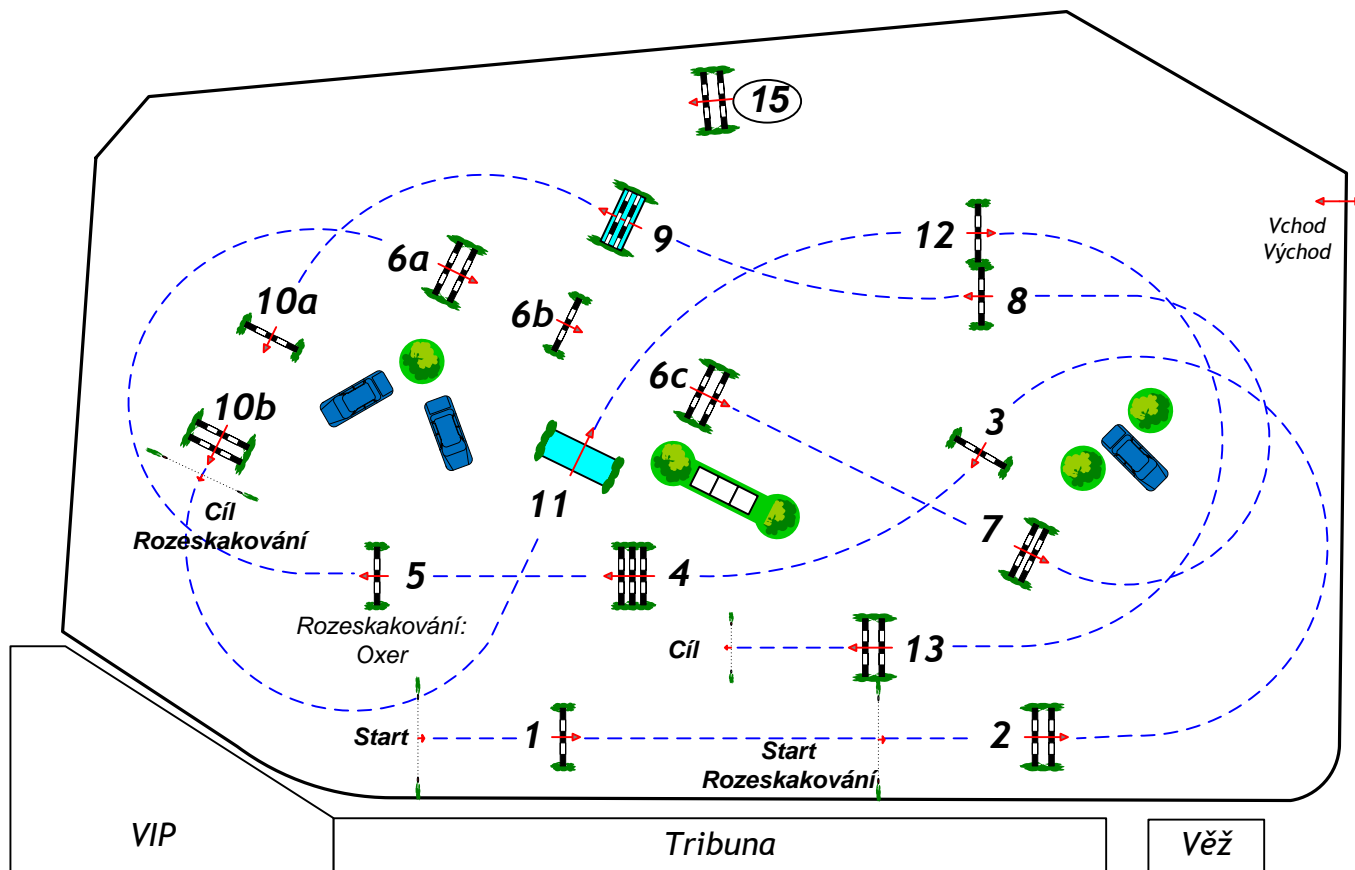 15
Vchod
Východ
9
12
6a
10a
6b
8
6c
10b
3
Cíl
Rozeskakování
11
7
5
4
Rozeskakování:
Oxer
Cíl
13
Start
1
Start
Rozeskakování
2
VIP
Tribuna
Věž